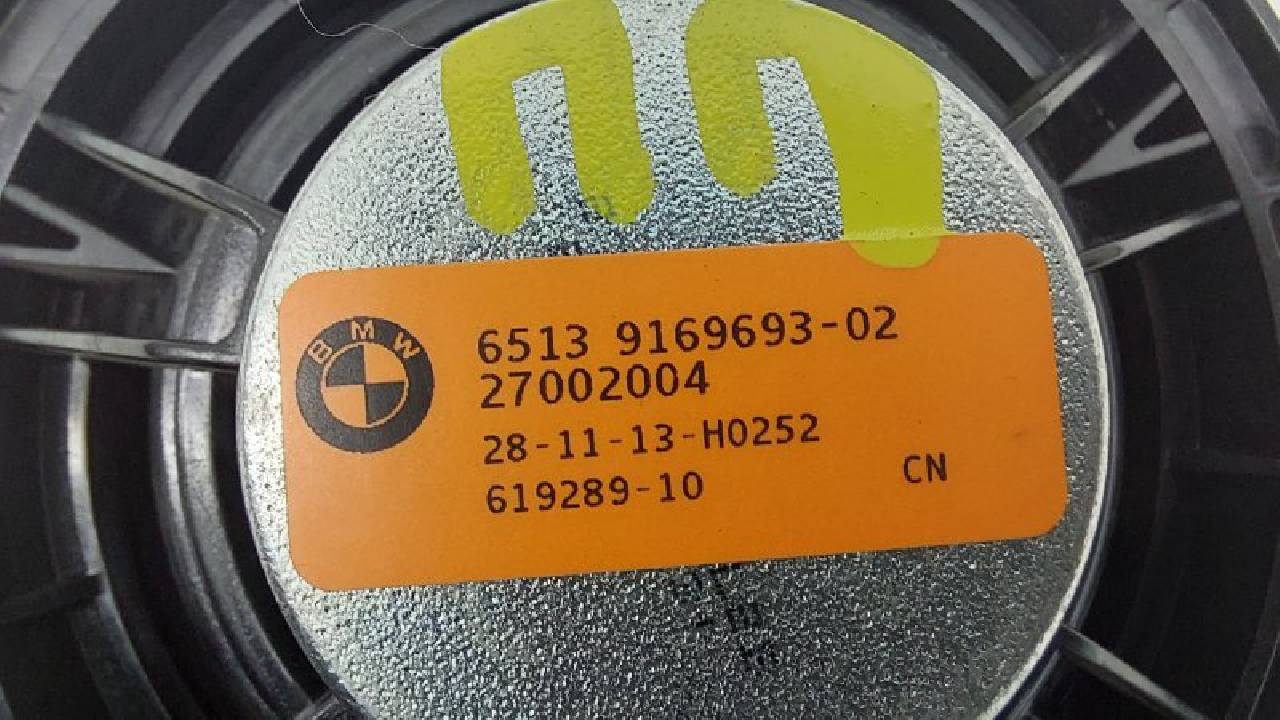 BMW
6513 9169693-02
27002004
28-11-13-H0252
619289-10 CN